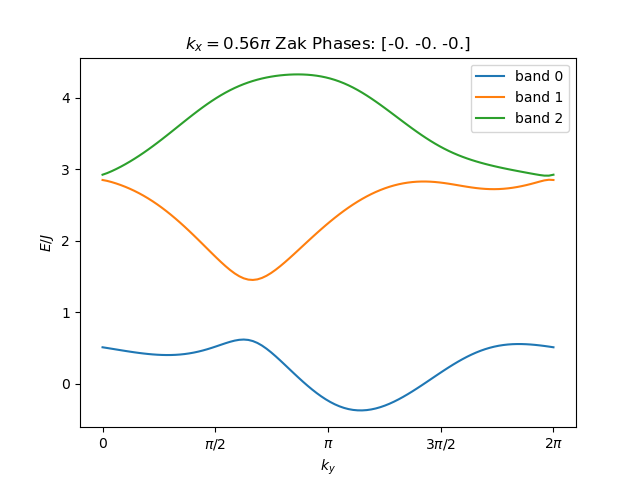 kₓ = 0.56π Zak Phases: [-0. -0. -0.]
band 0
band 1
band 2
E/J
4
3
2
1
0
0 π/2 π 3π/2 2π
k_y